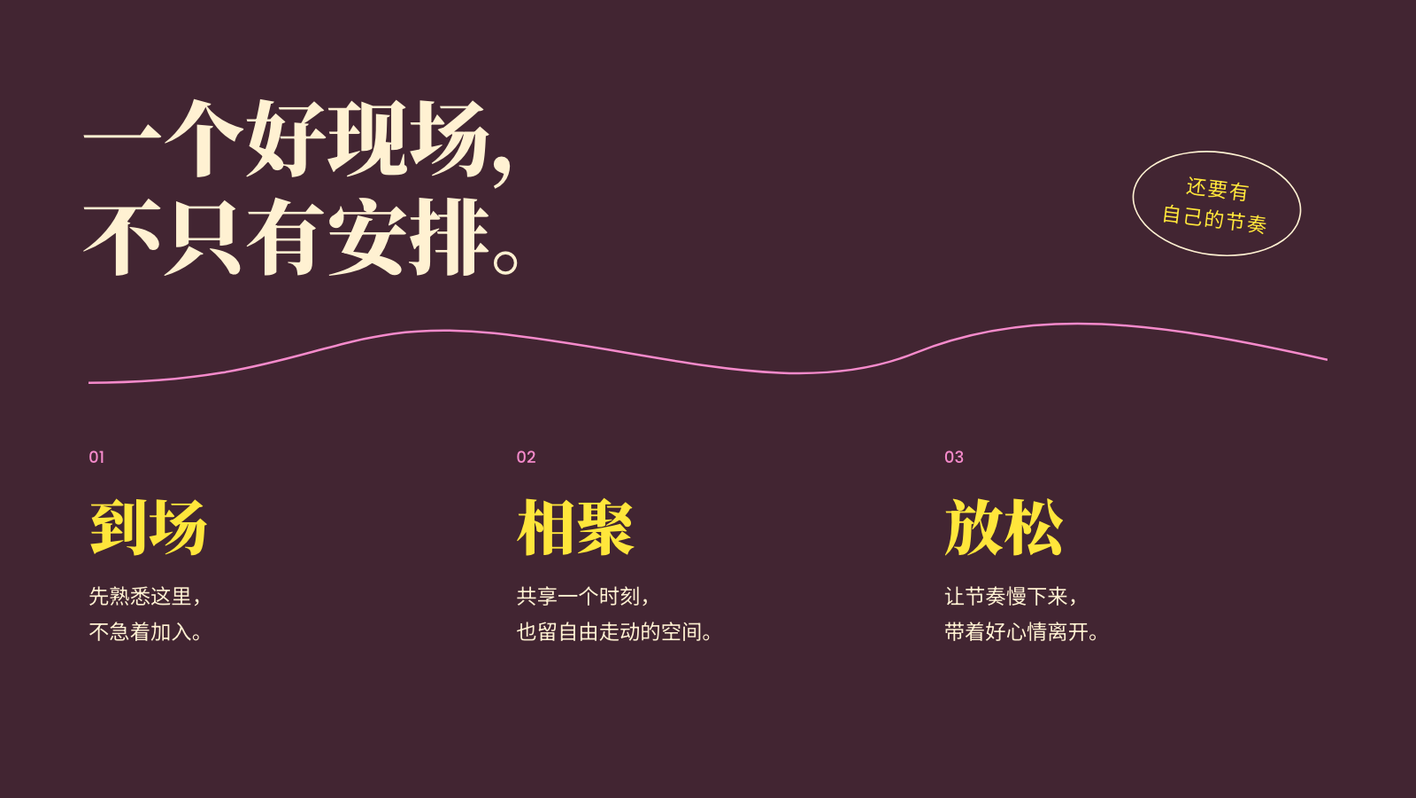 一个好现场，
不只有安排。
还要有
自己的节奏
01
到场
先熟悉这里，
不急着加入。
02
相聚
共享一个时刻，
也留自由走动的空间。
03
放松
让节奏慢下来，
带着好心情离开。